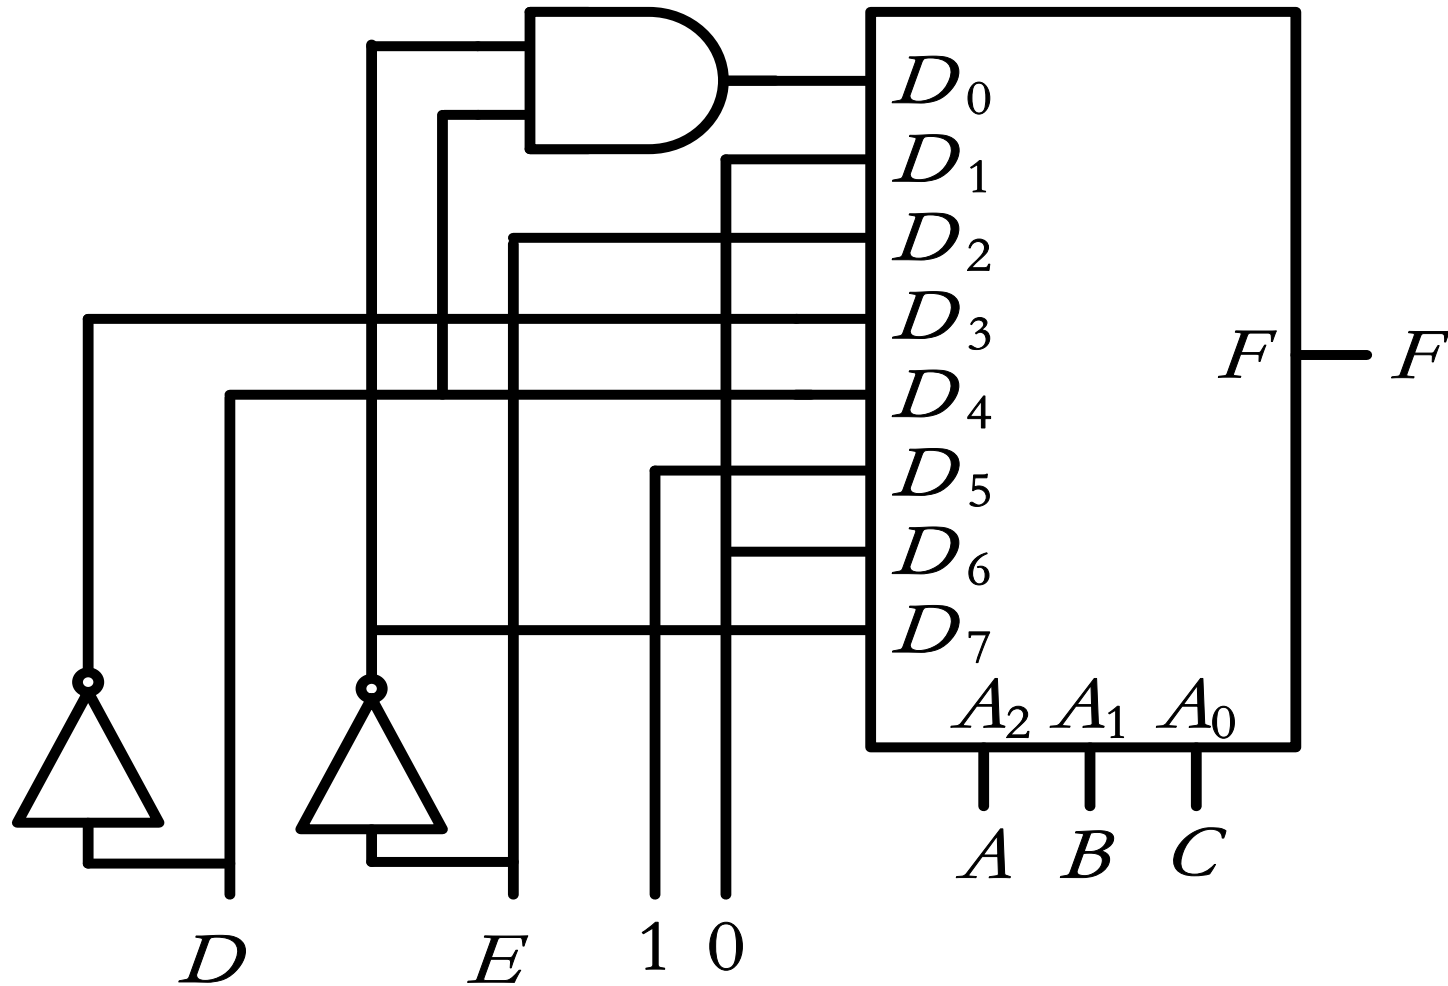 D₀
D₁
D₂
D₃
F F
D₄
D₅
D₆
D₇
A₂ A₁ A₀
A B C
D E 1 0